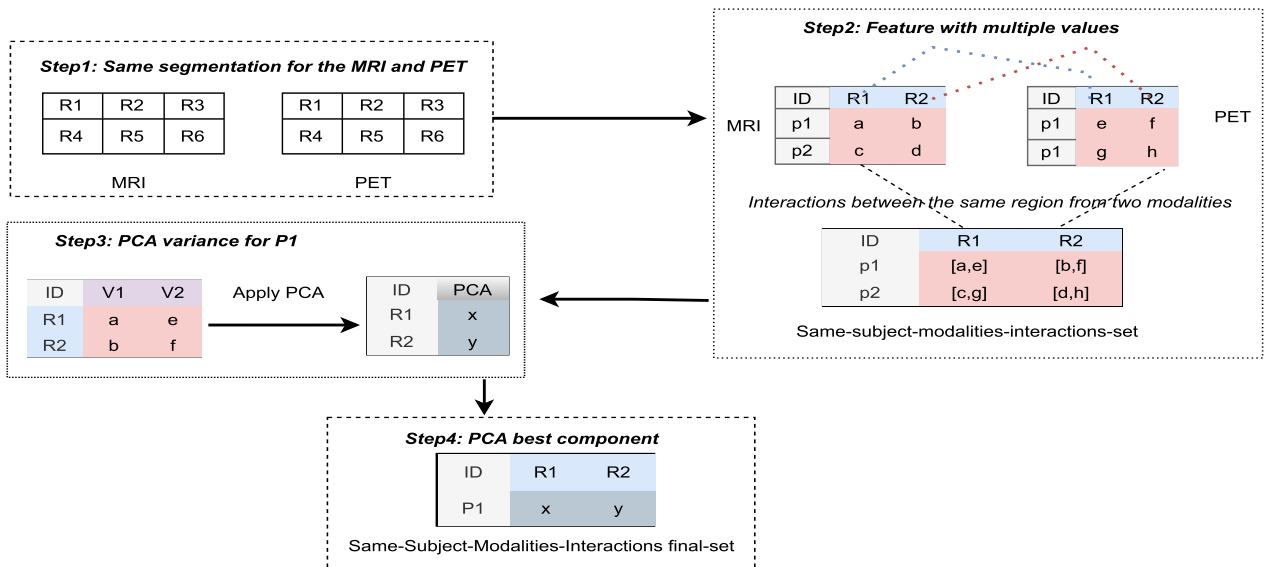 Step1: Same segmentation for the MRI and PET
R1 R2 R3 R1 R2 R3
R4 R5 R6 R4 R5 R6
MRI PET
Step2: Feature with multiple values
MRI PET
ID R1 R2 ID R1 R2
p1 a b p1 e f
p2 c d p1 g h
Interactions between the same region from two modalities
ID R1 R2
p1 [a,e] [b,f]
p2 [c,g] [d,h]
Same-subject-modalities-interactions-set
Step3: PCA variance for P1
ID V1 V2
R1 a e
R2 b f
Apply PCA
ID PCA
R1 x
R2 y
Step4: PCA best component
ID R1 R2
P1 x y
Same-Subject-Modalities-Interactions final-set